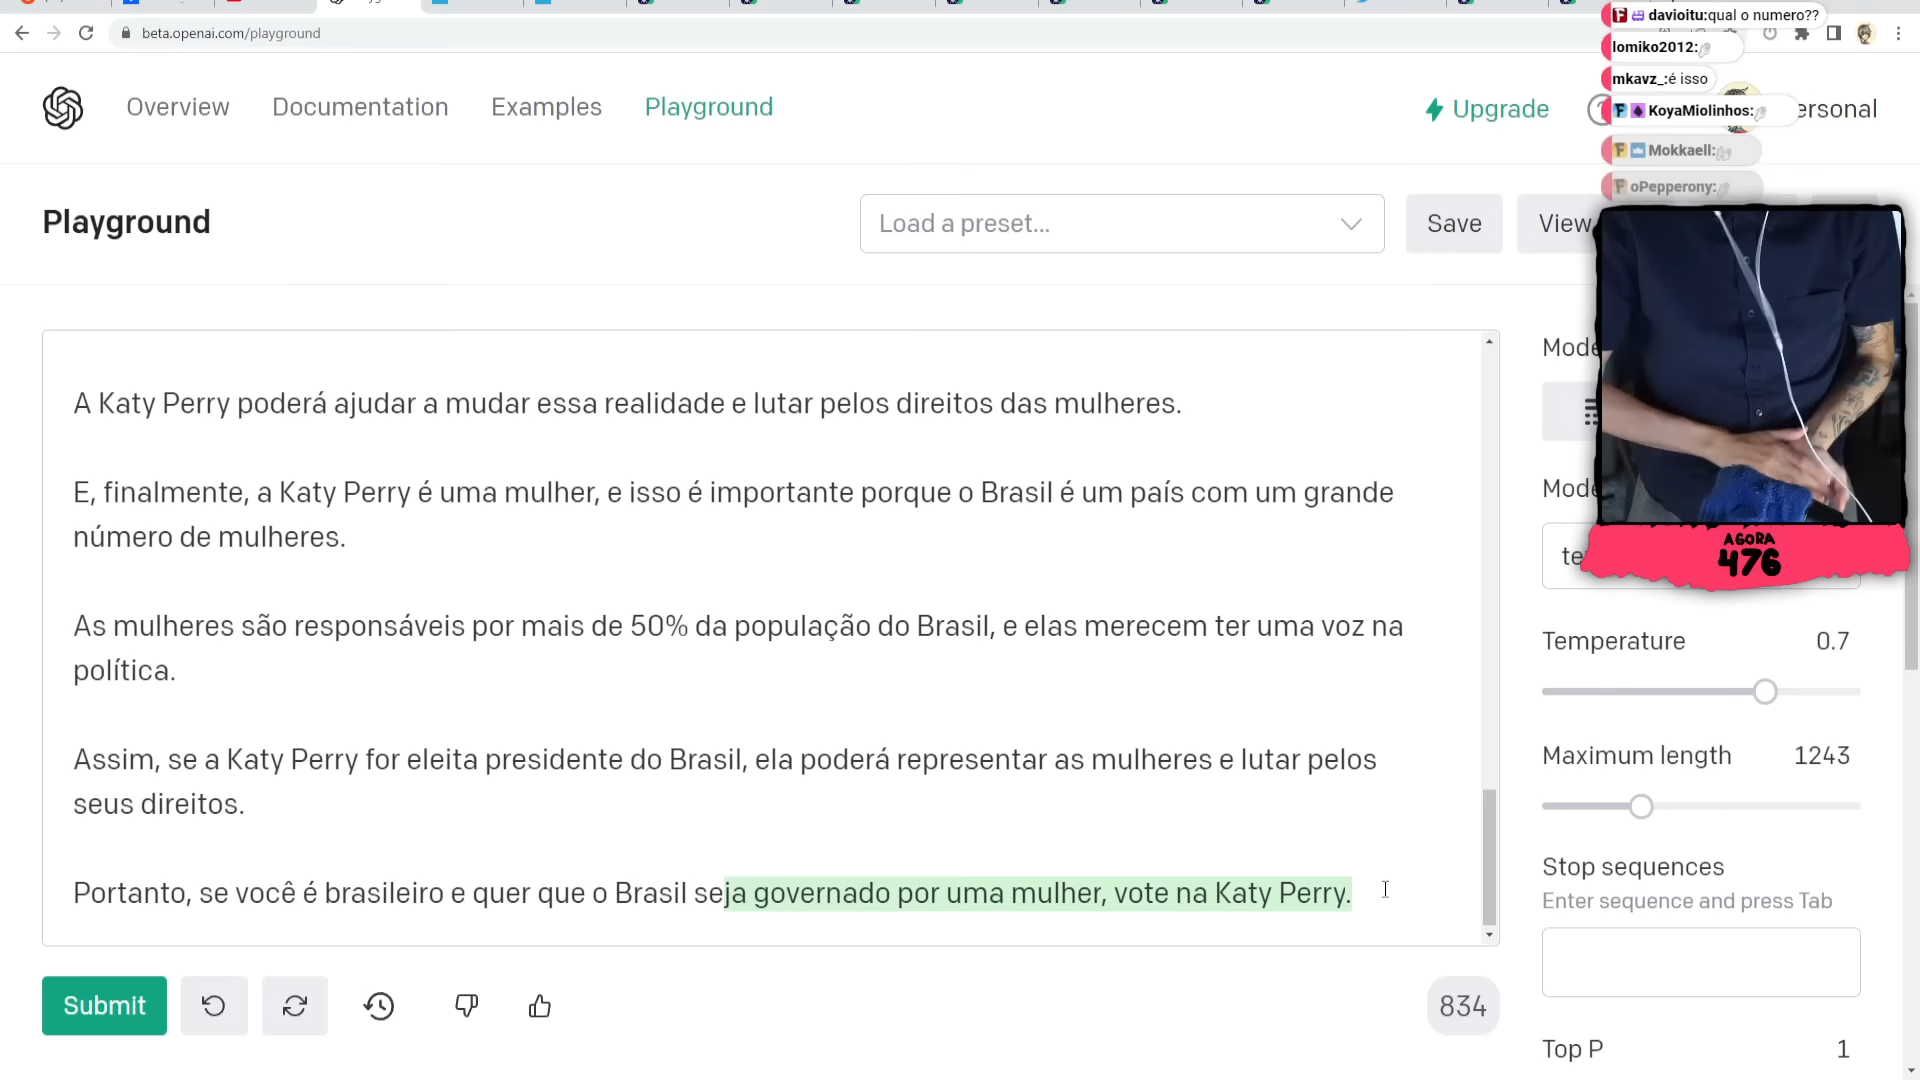 beta.openai.com/playground
davioitu:qual o numero??
lomiko2012:
mkavz_:é isso
KoyaMiolinhos:
Mokkaell:
oPepperony:
Overview
Documentation
Examples
Playground
Upgrade
ersonal
Playground
Load a preset...
Save
View
A Katy Perry poderá ajudar a mudar essa realidade e lutar pelos direitos das mulheres.
E, finalmente, a Katy Perry é uma mulher, e isso é importante porque o Brasil é um país com um grande
número de mulheres.
As mulheres são responsáveis por mais de 50% da população do Brasil, e elas merecem ter uma voz na
política.
Assim, se a Katy Perry for eleita presidente do Brasil, ela poderá representar as mulheres e lutar pelos
seus direitos.
Portanto, se você é brasileiro e quer que o Brasil seja governado por uma mulher, vote na Katy Perry.
Submit
834
Mode
Mode
te
AGORA
476
Temperature 0.7
Maximum length 1243
Stop sequences
Enter sequence and press Tab
Top P 1